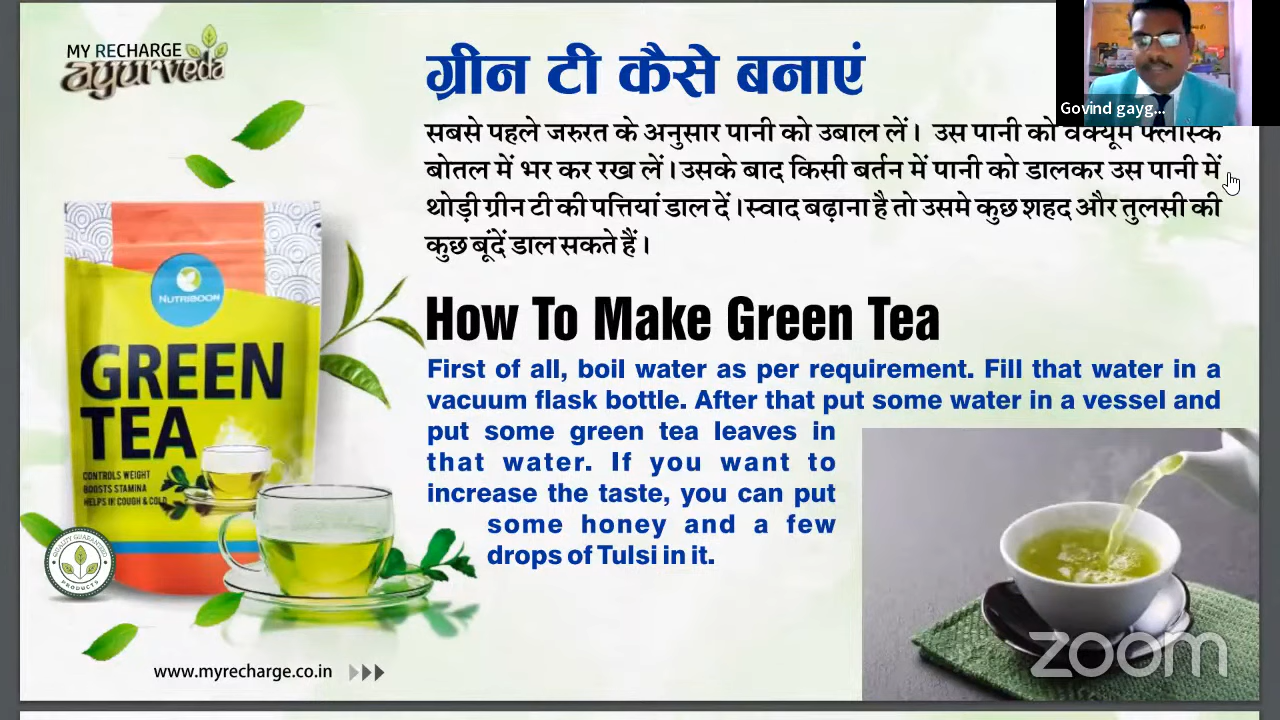 MY RECHARGE
ayurveda
ग्रीन टी कैसे बनाएं
Govind gayg...
सबसे पहले जरुरत के अनुसार पानी को उबाल लें। उस पानी को वैक्यूम फ्लास्क
बोतल में भर कर रख लें। उसके बाद किसी बर्तन में पानी को डालकर उस पानी में
थोड़ी ग्रीन टी की पत्तियां डाल दें।स्वाद बढ़ाना है तो उसमे कुछ शहद और तुलसी की
कुछ बूंदें डाल सकते हैं।
How To Make Green Tea
First of all, boil water as per requirement. Fill that water in a
vacuum flask bottle. After that put some water in a vessel and
put some green tea leaves in
that water. If you want to
increase the taste, you can put
some honey and a few
drops of Tulsi in it.
NUTRIBOON
GREEN
TEA
CONTROLS WEIGHT
BOOSTS STAMINA
HELPS IN COUGH & COLD
QUALITY GUARANTEED
PRODUCTS
www.myrecharge.co.in
zoom